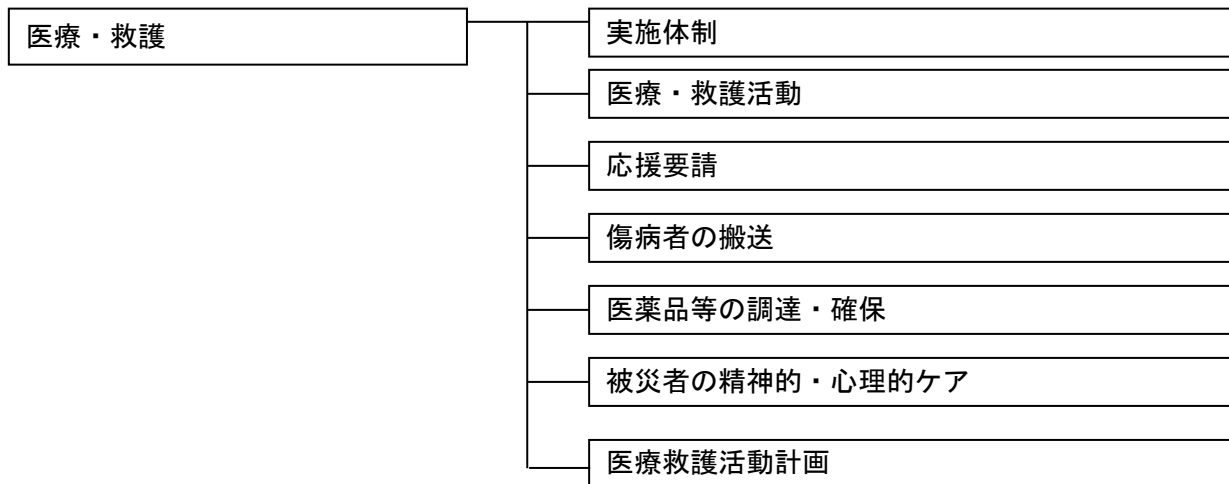 医療・救護
実施体制
医療・救護活動
応援要請
傷病者の搬送
医薬品等の調達・確保
被災者の精神的・心理的ケア
医療救護活動計画